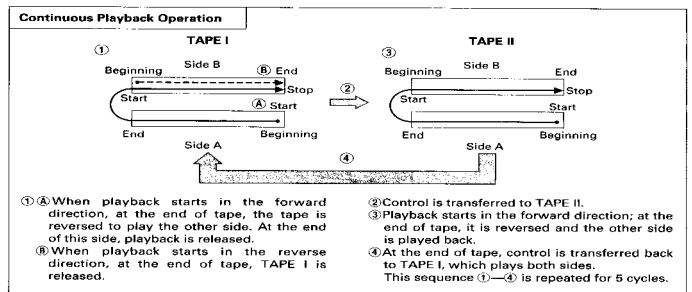 Continuous Playback Operation
TAPE I
①
Side B
Beginning
Ⓑ End
Stop
Start
Ⓐ Start
End
Beginning
Side A
②
TAPE II
③
Side B
Beginning
End
Stop
Start
Start
End
Beginning
Side A
④
① Ⓐ When playback starts in the forward
direction, at the end of tape, the tape is
reversed to play the other side. At the end
of this side, playback is released.
Ⓑ When playback starts in the reverse
direction, at the end of tape, TAPE I is
released.
② Control is transferred to TAPE II.
③ Playback starts in the forward direction; at the
end of tape, it is reversed and the other side
is played back.
④ At the end of tape, control is transferred back
to TAPE I, which plays both sides.
This sequence ①—④ is repeated for 5 cycles.